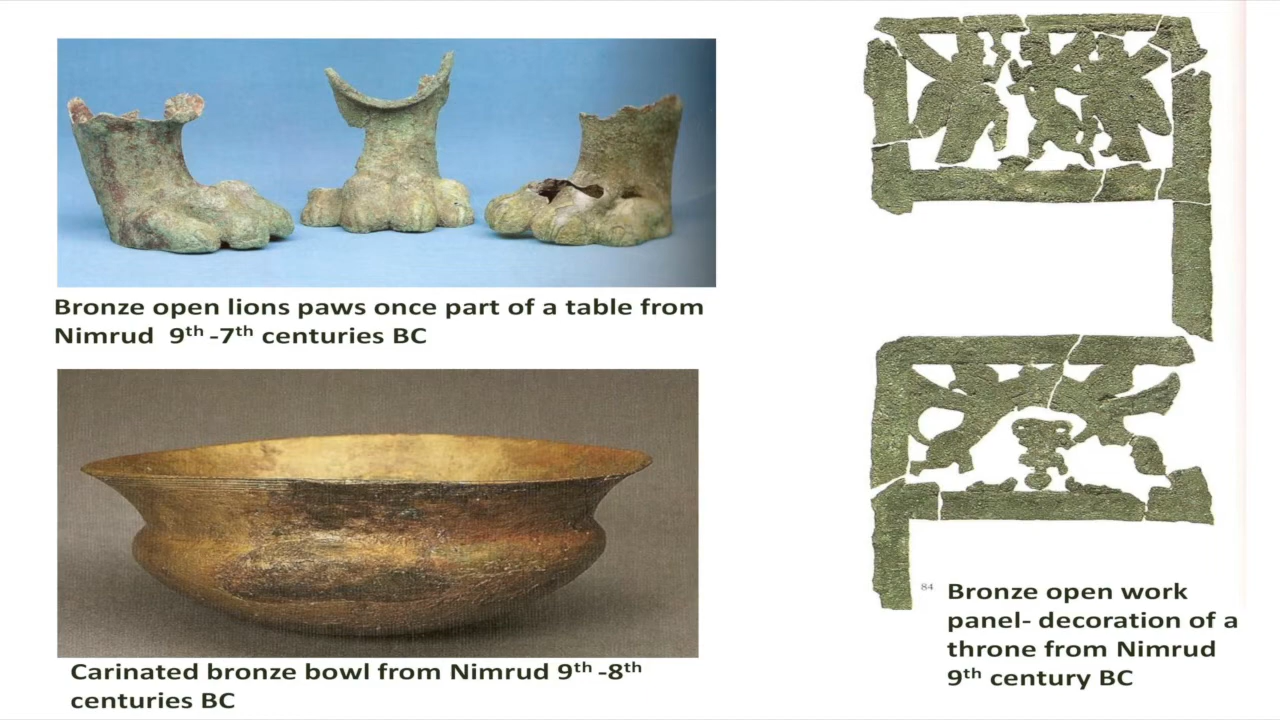 Bronze open lions paws once part of a table from
Nimrud  9th -7th centuries BC
Carinated bronze bowl from Nimrud 9th -8th
centuries BC
84
Bronze open work
panel- decoration of a
throne from Nimrud
9th century BC